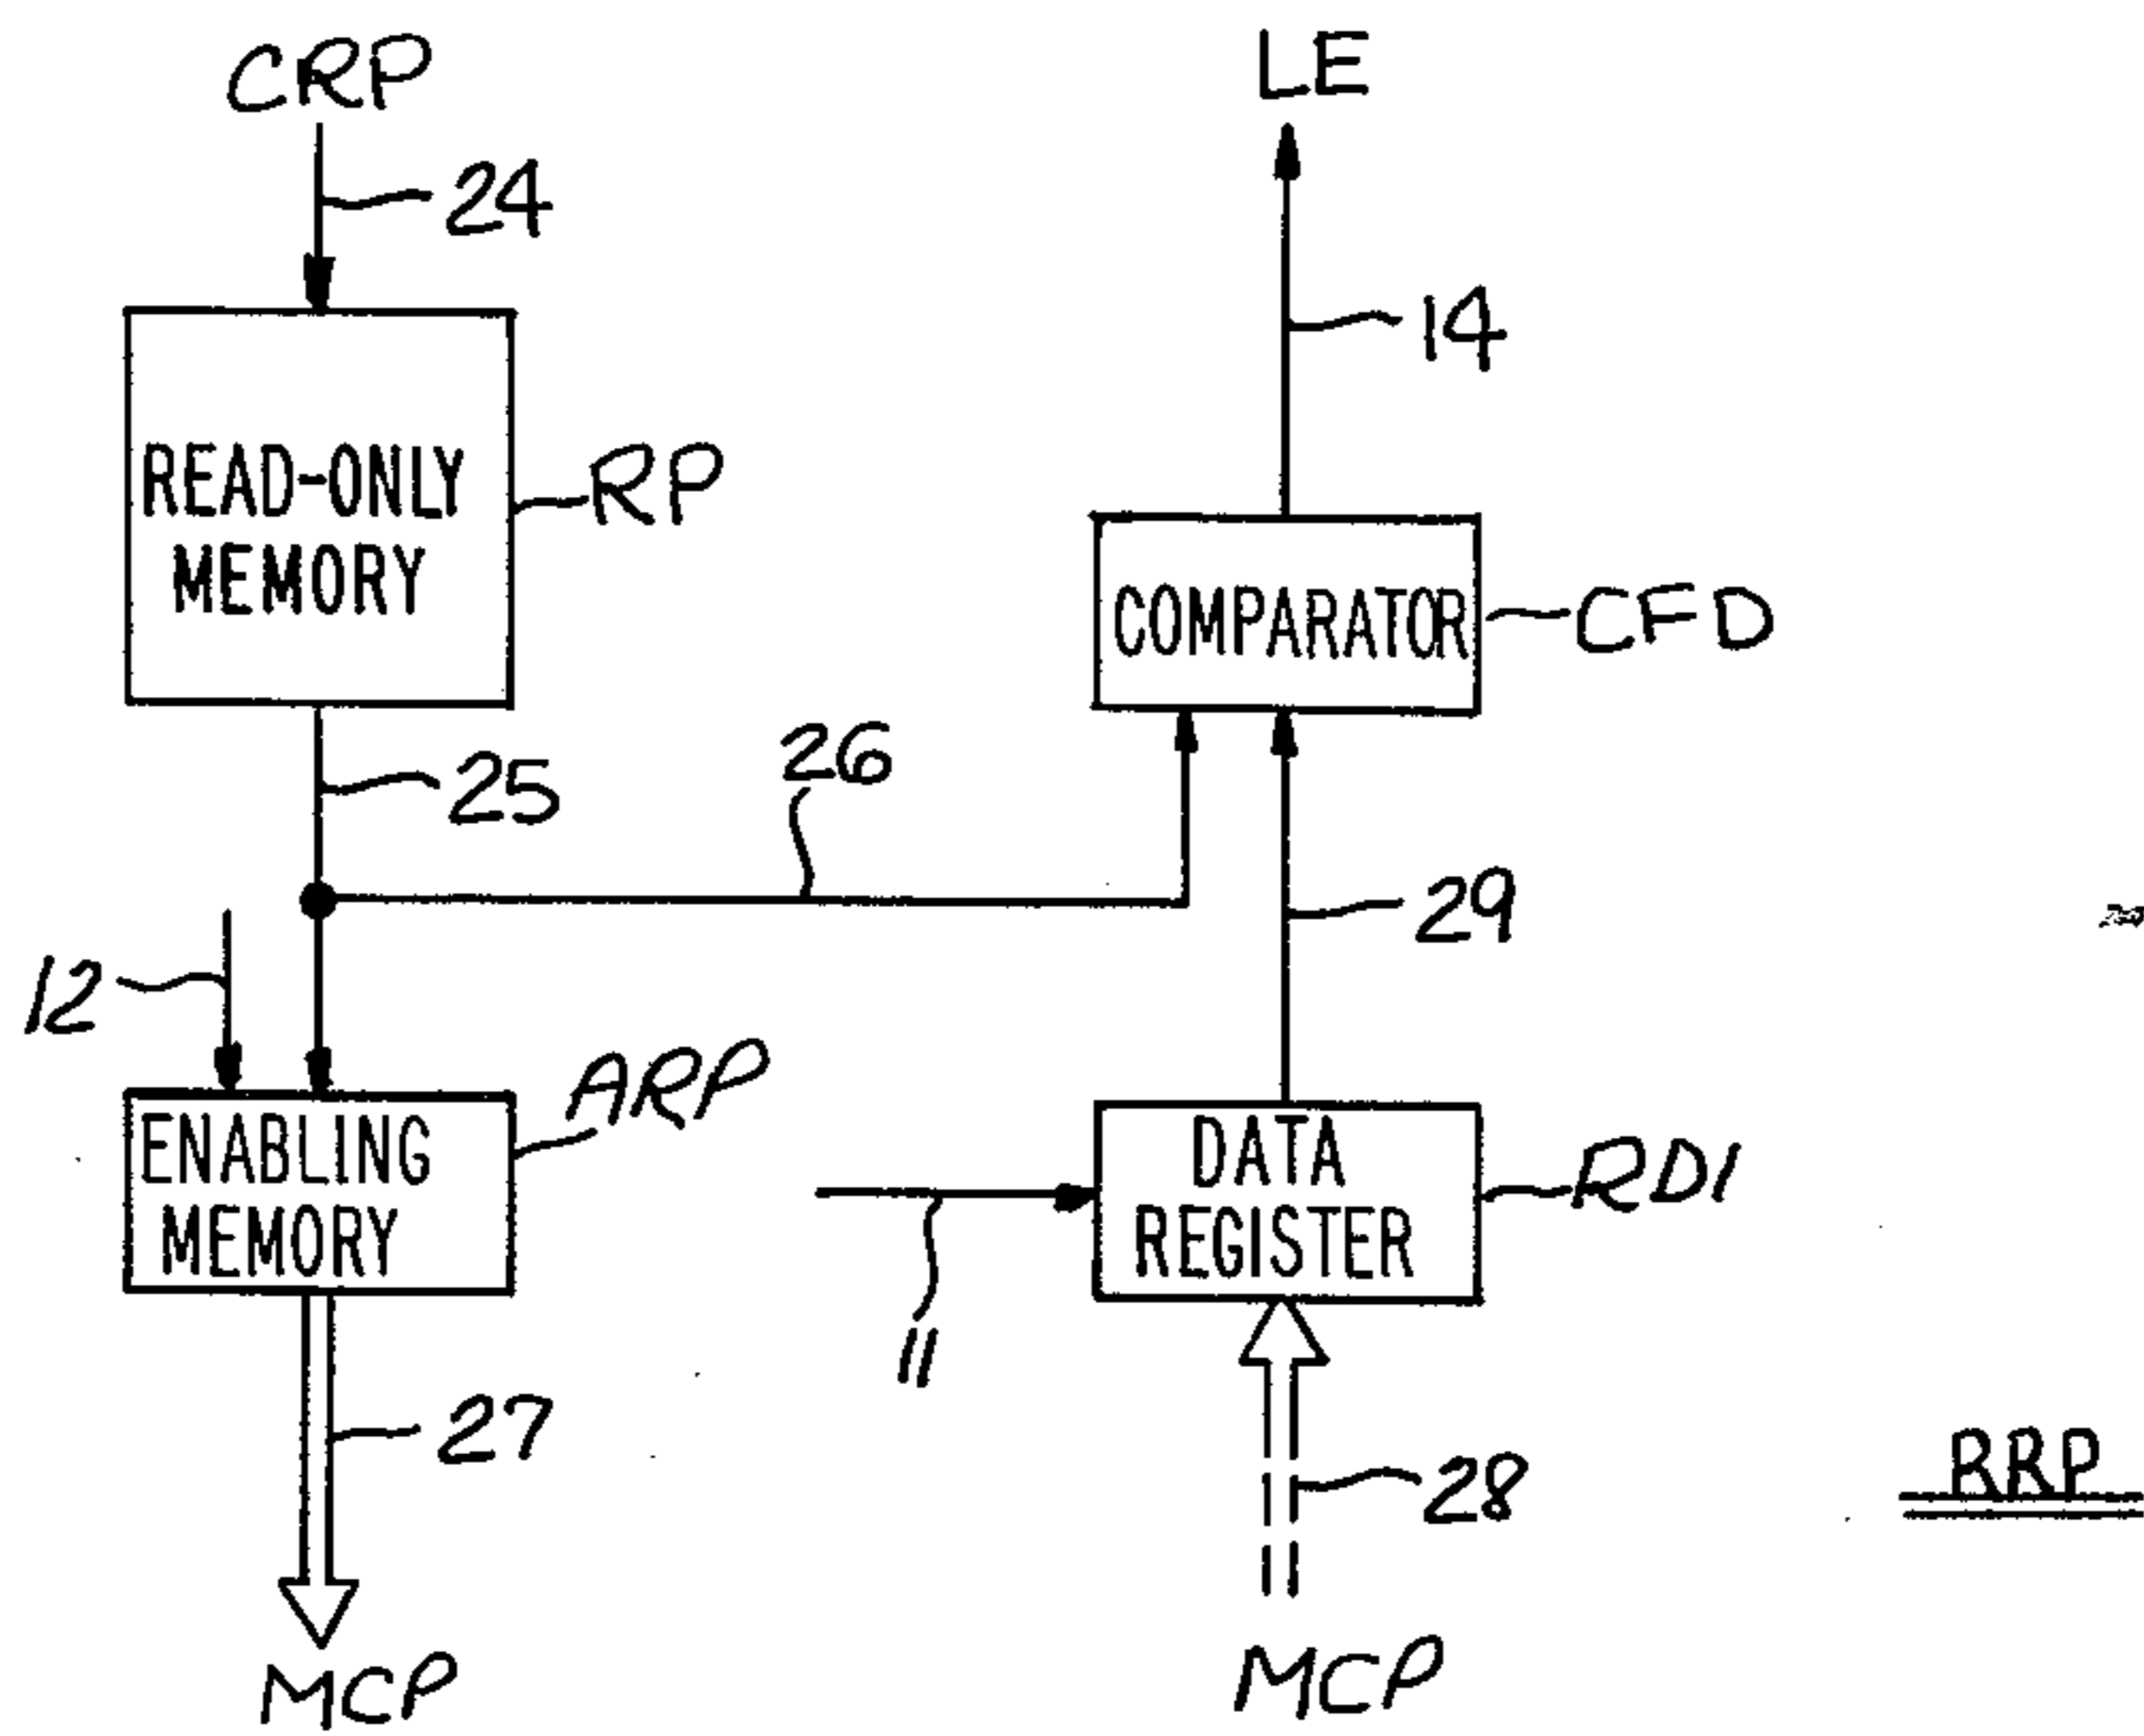 CRP
LE
24
14
READ-ONLY
MEMORY
RP
COMPARATOR
CFD
25
26
29
12
ARP
ENABLING
MEMORY
DATA
REGISTER
RDI
11
27
28
RRP
MCP
MCP